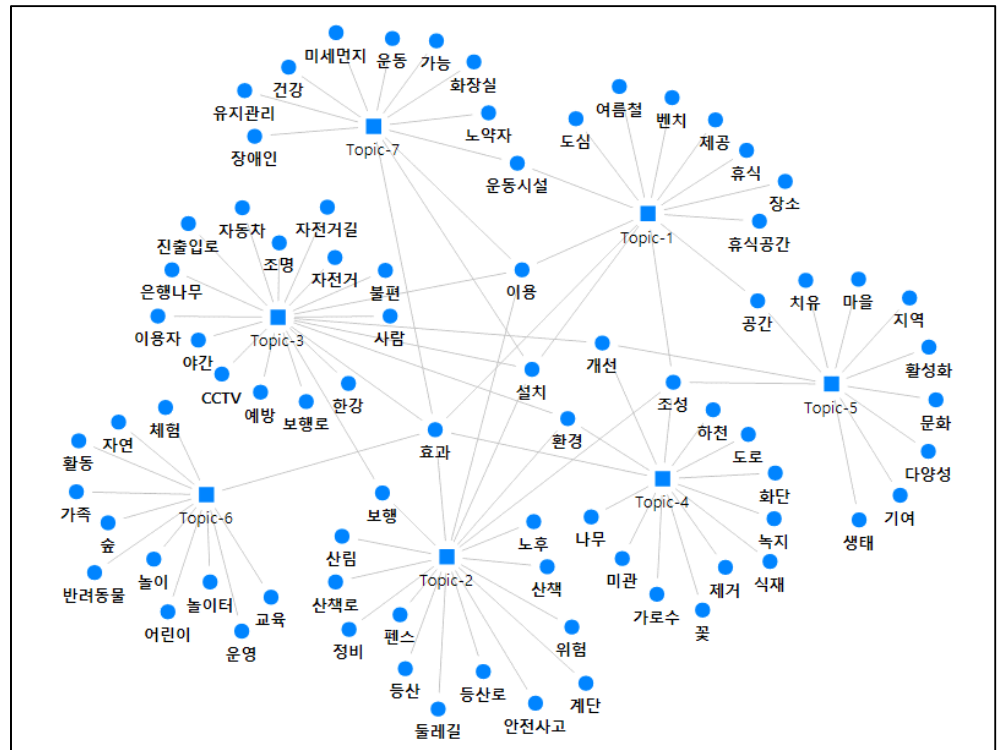 미세먼지
운동
가능
화장실
건강
유지관리
장애인
노약자
Topic-7
운동시설
여름철
벤치
도심
제공
휴식
장소
휴식공간
Topic-1
자동차
자전거길
진출입로
조명
자전거
은행나무
불편
이용
이용자
Topic-3
사람
야간
CCTV
예방
보행로
한강
공간
치유
마을
지역
활성화
Topic-5
문화
다양성
기여
생태
개선
설치
조성
환경
효과
체험
자연
활동
가족
Topic-6
숲
반려동물
놀이
놀이터
교육
어린이
운영
보행
산림
Topic-2
노후
산책
산책로
정비
펜스
등산
둘레길
등산로
안전사고
계단
위험
하천
도로
화단
Topic-4
녹지
나무
미관
가로수
꽃
제거
식재